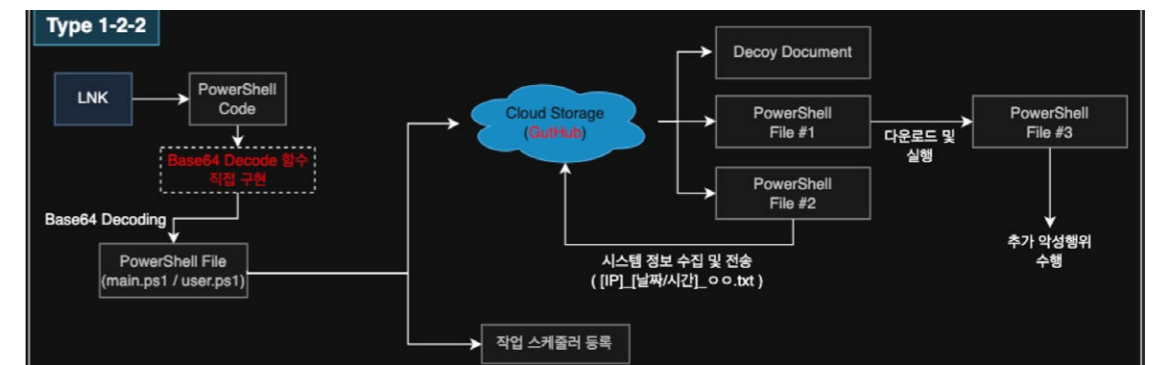 Type 1-2-2
LNK
PowerShell
Code
Base64 Decode 함수
직접 구현
Base64 Decoding
PowerShell File
(main.ps1 / user.ps1)
Cloud Storage
(GutHub)
Decoy Document
PowerShell
File #1
다운로드 및
실행
PowerShell
File #3
PowerShell
File #2
시스템 정보 수집 및 전송
( [IP]_[날짜/시간]_ㅇㅇ.txt )
추가 악성행위
수행
작업 스케줄러 등록